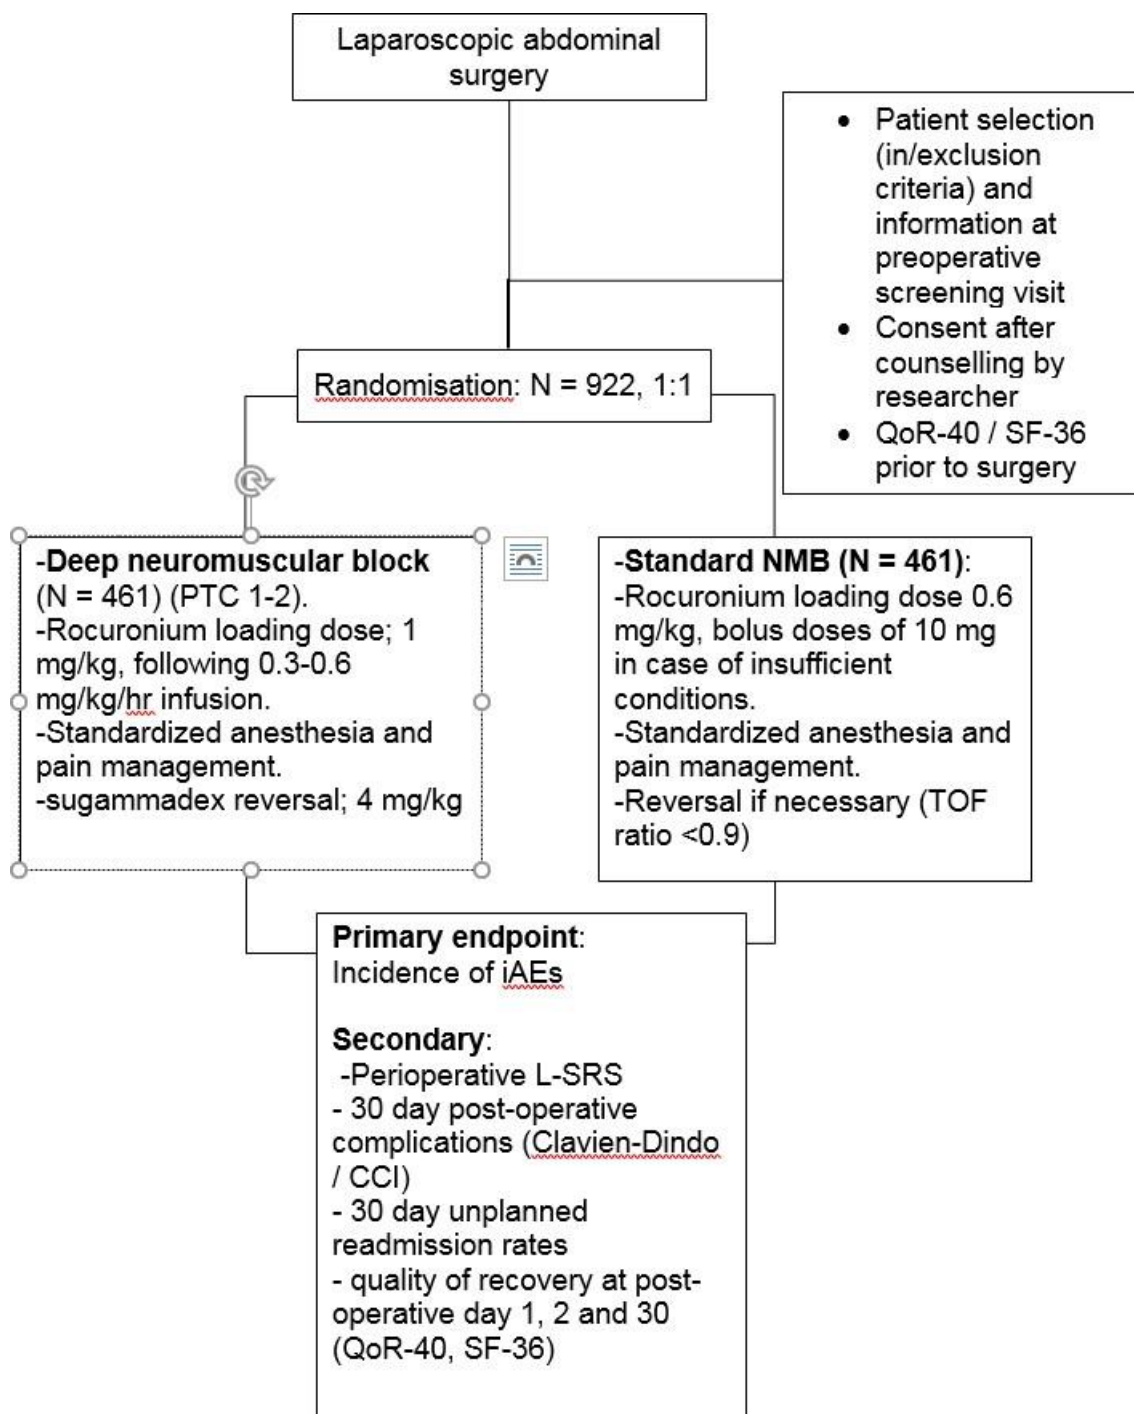 Laparoscopic abdominal
surgery
• Patient selection
(in/exclusion
criteria) and
information at
preoperative
screening visit
• Consent after
counselling by
researcher
• QoR-40 / SF-36
prior to surgery
Randomisation: N = 922, 1:1
-Deep neuromuscular block
(N = 461) (PTC 1-2).
-Rocuronium loading dose; 1
mg/kg, following 0.3-0.6
mg/kg/hr infusion.
-Standardized anesthesia and
pain management.
-sugammadex reversal; 4 mg/kg
-Standard NMB (N = 461):
-Rocuronium loading dose 0.6
mg/kg, bolus doses of 10 mg
in case of insufficient
conditions.
-Standardized anesthesia and
pain management.
-Reversal if necessary (TOF
ratio <0.9)
Primary endpoint:
Incidence of iAEs
Secondary:
-Perioperative L-SRS
- 30 day post-operative
complications (Clavien-Dindo
/ CCI)
- 30 day unplanned
readmission rates
- quality of recovery at post-
operative day 1, 2 and 30
(QoR-40, SF-36)